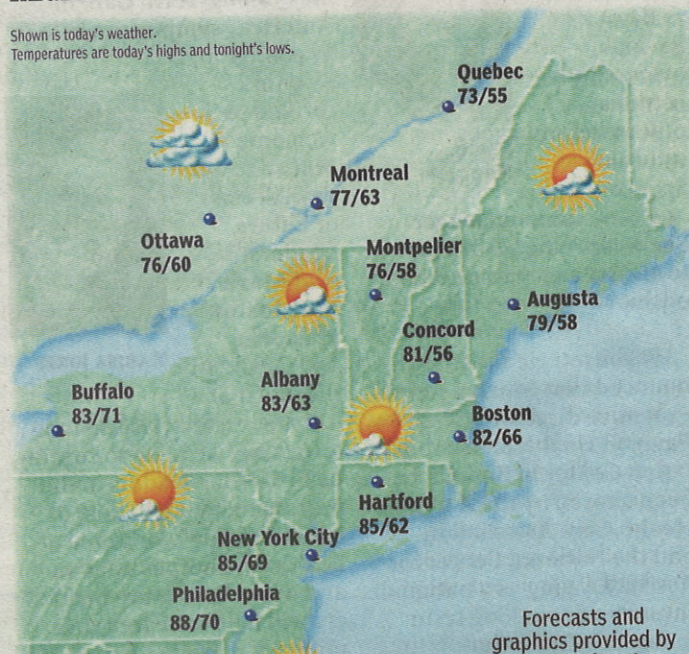 Shown is today's weather.
Temperatures are today's highs and tonight's lows.
Quebec
73/55
Montreal
77/63
Ottawa
76/60
Montpelier
76/58
Augusta
79/58
Concord
81/56
Albany
83/63
Buffalo
83/71
Boston
82/66
Hartford
85/62
New York City
85/69
Philadelphia
88/70
Forecasts and
graphics provided by